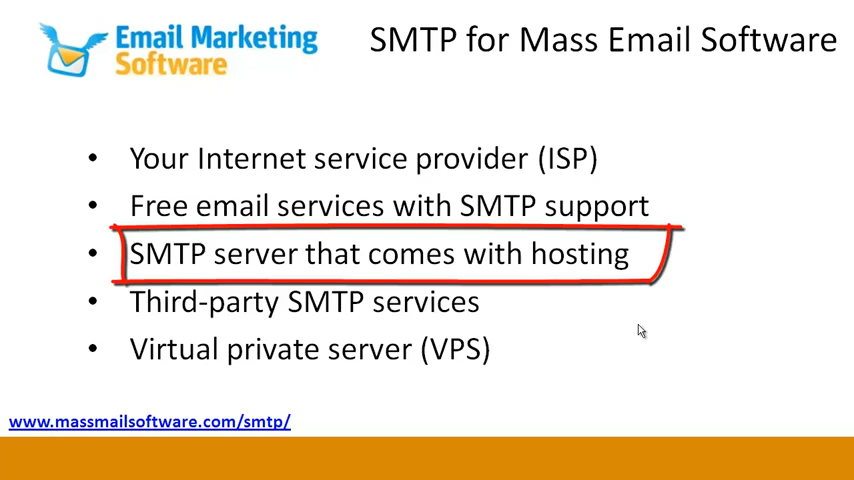 Email Marketing
Software
SMTP for Mass Email Software
• Your Internet service provider (ISP)
• Free email services with SMTP support
• SMTP server that comes with hosting
• Third-party SMTP services
• Virtual private server (VPS)
www.massmailsoftware.com/smtp/